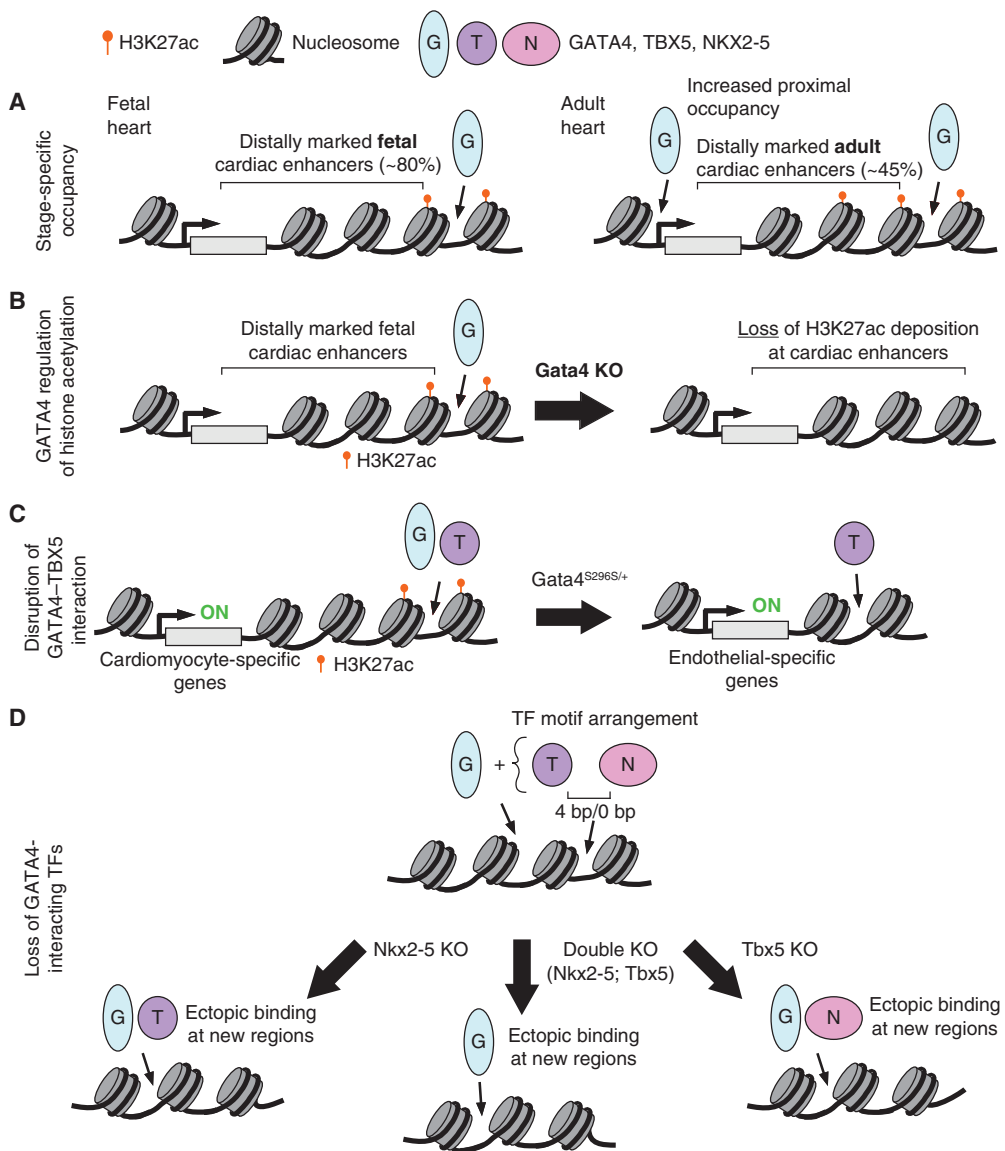 H3K27ac
Nucleosome
G T N
GATA4, TBX5, NKX2-5
A
Stage-specific
occupancy
Fetal
heart
Distally marked fetal
cardiac enhancers (~80%)
G
Adult
heart
Increased proximal
occupancy
G
Distally marked adult
cardiac enhancers (~45%)
G
B
GATA4 regulation
of histone acetylation
Distally marked fetal
cardiac enhancers
G
H3K27ac
Gata4 KO
Loss of H3K27ac deposition
at cardiac enhancers
C
Disruption of
GATA4–TBX5
interaction
G T
ON
Cardiomyocyte-specific
genes
H3K27ac
Gata4S296S/+
T
ON
Endothelial-specific
genes
D
Loss of GATA4-
interacting TFs
TF motif arrangement
G + { T N
4 bp/0 bp
Nkx2-5 KO
Double KO
(Nkx2-5; Tbx5)
Tbx5 KO
G T
Ectopic binding
at new regions
G
Ectopic binding
at new regions
G N
Ectopic binding
at new regions